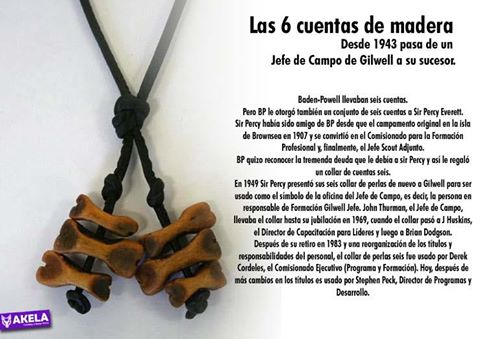 Las 6 cuentas de madera
Desde 1943 pasa de un
Jefe de Campo de Gilwell a su sucesor.
Baden-Powell llevaban seis cuentas.
Pero BP le otorgó también un conjunto de seis cuentas a Sir Percy Everett.
Sir Percy había sido amigo de BP desde que el campamento original en la isla
de Brownsea en 1907 y se convirtió en el Comisionado para la Formación
Profesional y, finalmente, el Jefe Scout Adjunto.
BP quizo reconocer la tremenda deuda que le debía a sir Percy y así le regaló
un collar de cuentas seis.
En 1949 Sir Percy presentó sus seis collar de perlas de nuevo a Gilwell para ser
usado como el símbolo de la oficina del Jefe de Campo, es decir, la persona en
responsable de Formación Gilwell Jefe. John Thurman, el Jefe de Campo,
llevaba el collar hasta su jubilación en 1969, cuando el collar pasó a J Huskins,
el Director de Capacitación para Líderes y luego a Brian Dodgson.
Después de su retiro en 1983 y una reorganización de los títulos y
responsabilidades del personal, el collar de perlas seis fue usado por Derek
Cordeles, el Comisionado Ejecutivo (Programa y Formación). Hoy, después de
más cambios en los títulos es usado por Stephen Peck, Director de Programas y
Desarrollo.
AKELA